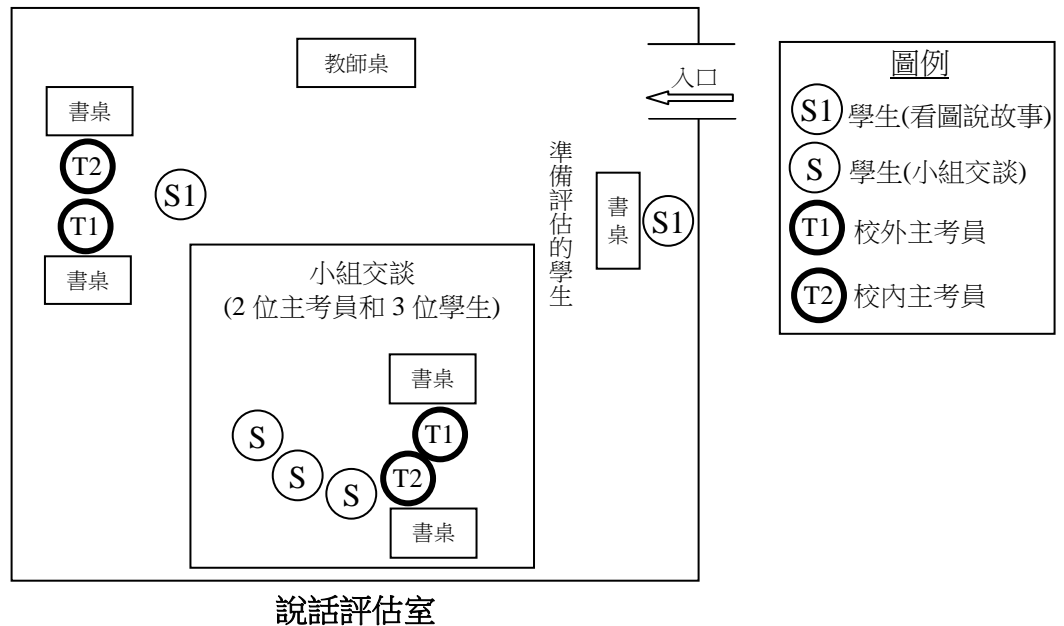 教師桌
入口
書桌
T2
T1
書桌
S1
準備評估的學生
書桌
S1
小組交談
(2 位主考員和 3 位學生)
書桌
T1
T2
S
S
S
書桌
說話評估室
圖例
S1 學生(看圖說故事)
S 學生(小組交談)
T1 校外主考員
T2 校內主考員